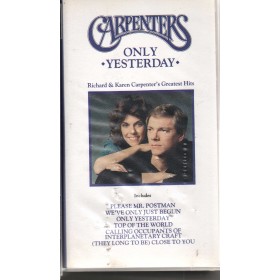 CARPENTERS
ONLY
•YESTERDAY•
Richard & Karen Carpenter's Greatest Hits
Includes
"PLEASE MR. POSTMAN
WE'VE ONLY JUST BEGUN
ONLY YESTERDAY"
TOP OF THE WORLD
CALLING OCCUPANTS OF
INTERPLANETARY CRAFT
(THEY LONG TO BE) CLOSE TO YOU